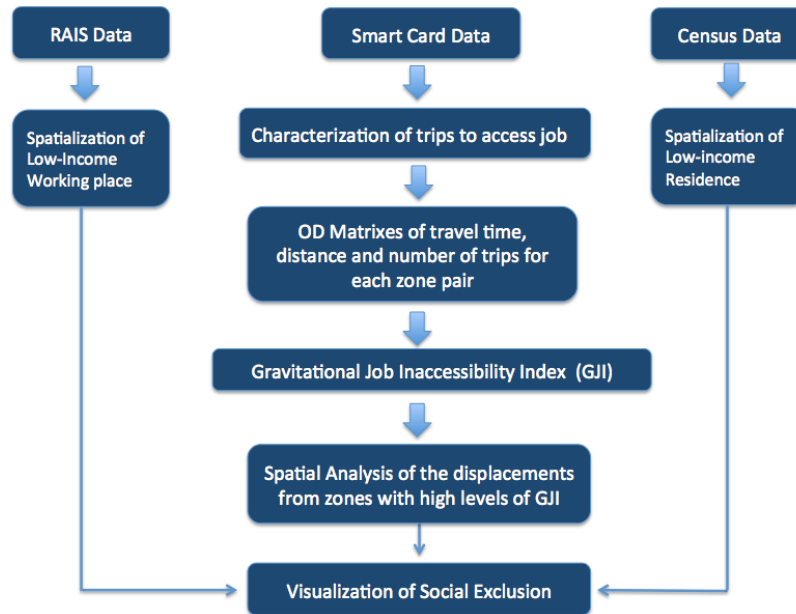 RAIS Data
Smart Card Data
Census Data
Spatialization of
Low-Income
Working place
Characterization of trips to access job
Spatialization of
Low-income
Residence
OD Matrixes of travel time,
distance and number of trips for
each zone pair
Gravitational Job Inaccessibility Index (GJI)
Spatial Analysis of the displacements
from zones with high levels of GJI
Visualization of Social Exclusion